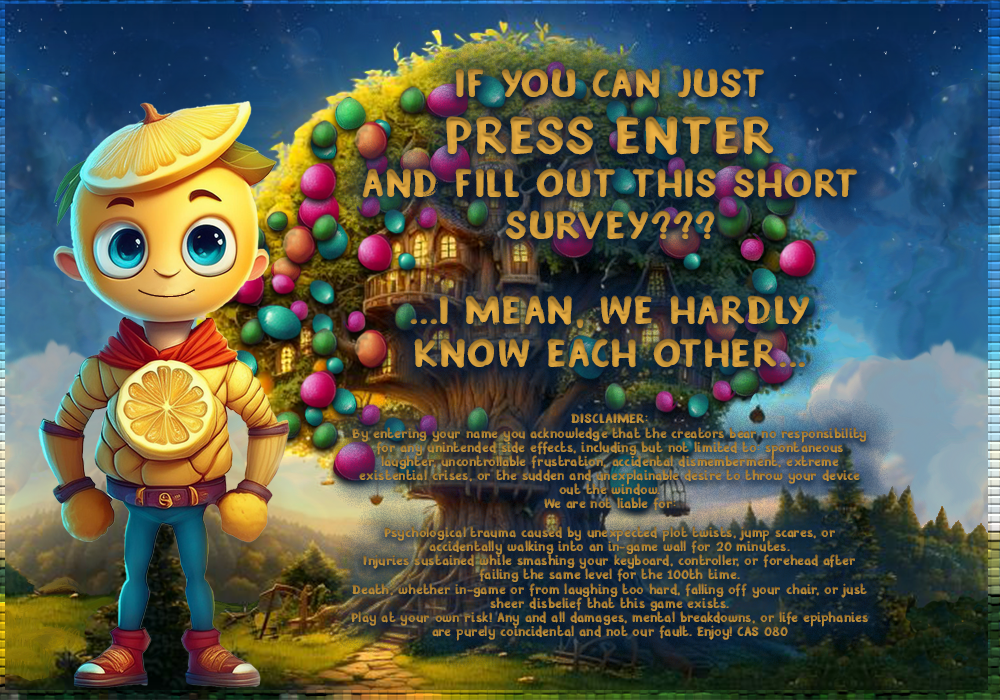 IF YOU CAN JUST
PRESS ENTER
AND FILL OUT THIS SHORT
SURVEY???
...I MEAN, WE HARDLY
KNOW EACH OTHER...
DISCLAIMER:
By entering your name you acknowledge that the creators bear no responsibility
for any unintended side effects, including but not limited to spontaneous
laughter, uncontrollable frustration, accidental dismemberment, extreme
existential crises, or the sudden and unexplainable desire to throw your device
out the window.
We are not liable for
Psychological trauma caused by unexpected plot twists, jump scares, or
accidentally walking into an in-game wall for 20 minutes.
Injuries sustained while smashing your keyboard, controller, or forehead after
failing the same level for the 100th time.
Death, whether in-game or from laughing too hard, falling off your chair, or just
sheer disbelief that this game exists.
Play at your own risk! Any and all damages, mental breakdowns, or life epiphanies
are purely coincidental and not our fault. Enjoy! CAS 080